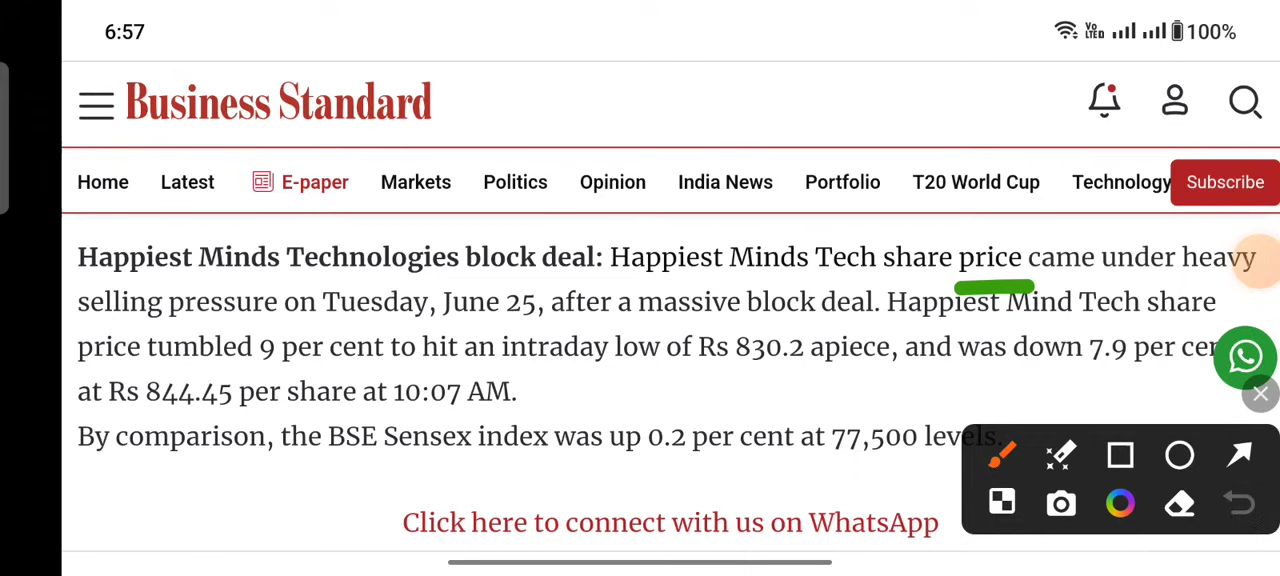 6:57 Vo LTED 100%
Business Standard
Home Latest E-paper Markets Politics Opinion India News Portfolio T20 World Cup Technology Subscribe
Happiest Minds Technologies block deal: Happiest Minds Tech share price came under heavy
selling pressure on Tuesday, June 25, after a massive block deal. Happiest Mind Tech share
price tumbled 9 per cent to hit an intraday low of Rs 830.2 apiece, and was down 7.9 per cen
at Rs 844.45 per share at 10:07 AM.
By comparison, the BSE Sensex index was up 0.2 per cent at 77,500 levels.
Click here to connect with us on WhatsApp